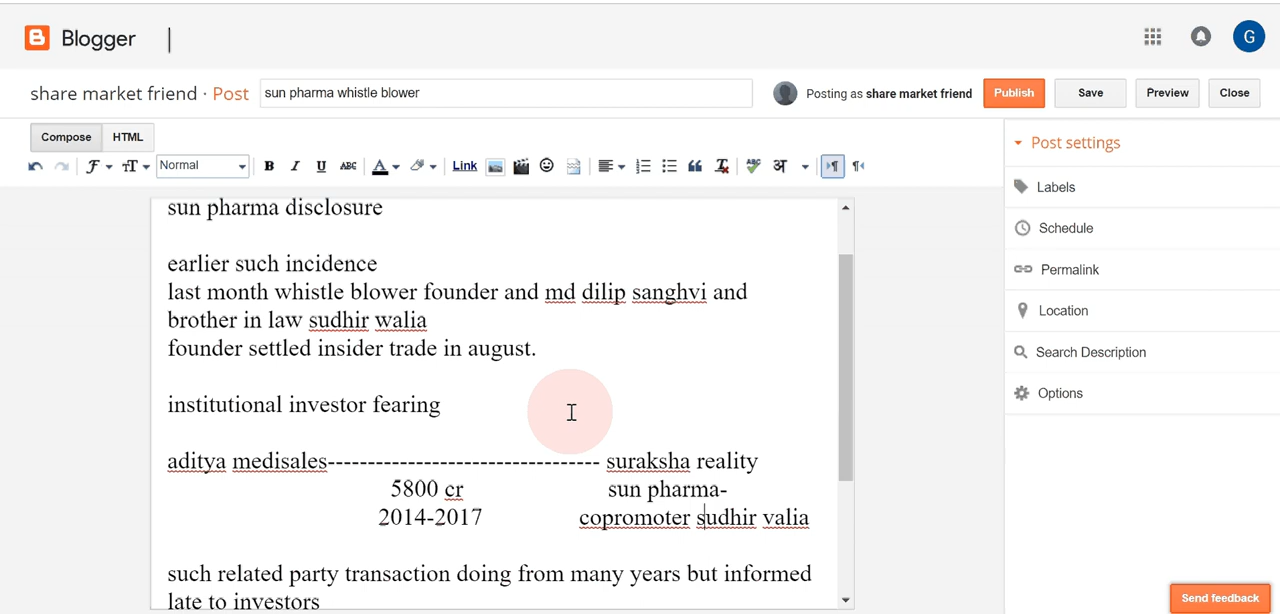 Blogger
G
share market friend · Post
sun pharma whistle blower
Posting as share market friend
Publish
Save
Preview
Close
Compose
HTML
Normal
B I U ABC A Link
Post settings
Labels
Schedule
Permalink
Location
Search Description
Options
sun pharma disclosure
earlier such incidence
last month whistle blower founder and md dilip sanghvi and
brother in law sudhir walia
founder settled insider trade in august.
institutional investor fearing
aditya medisales---------------------------------- suraksha reality
5800 cr sun pharma-
2014-2017 copromoter sudhir valia
such related party transaction doing from many years but informed
late to investors
Send feedback